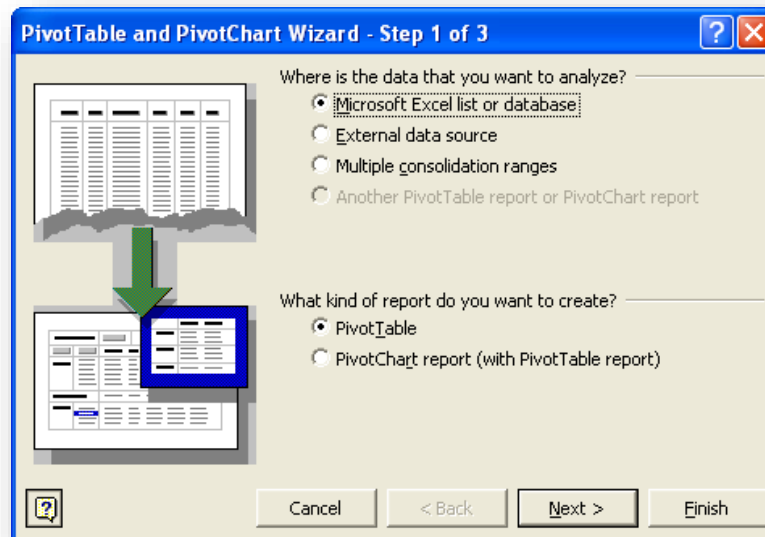 PivotTable and PivotChart Wizard - Step 1 of 3
Where is the data that you want to analyze?
Microsoft Excel list or database
External data source
Multiple consolidation ranges
Another PivotTable report or PivotChart report
What kind of report do you want to create?
PivotTable
PivotChart report (with PivotTable report)
Cancel
< Back
Next >
Finish